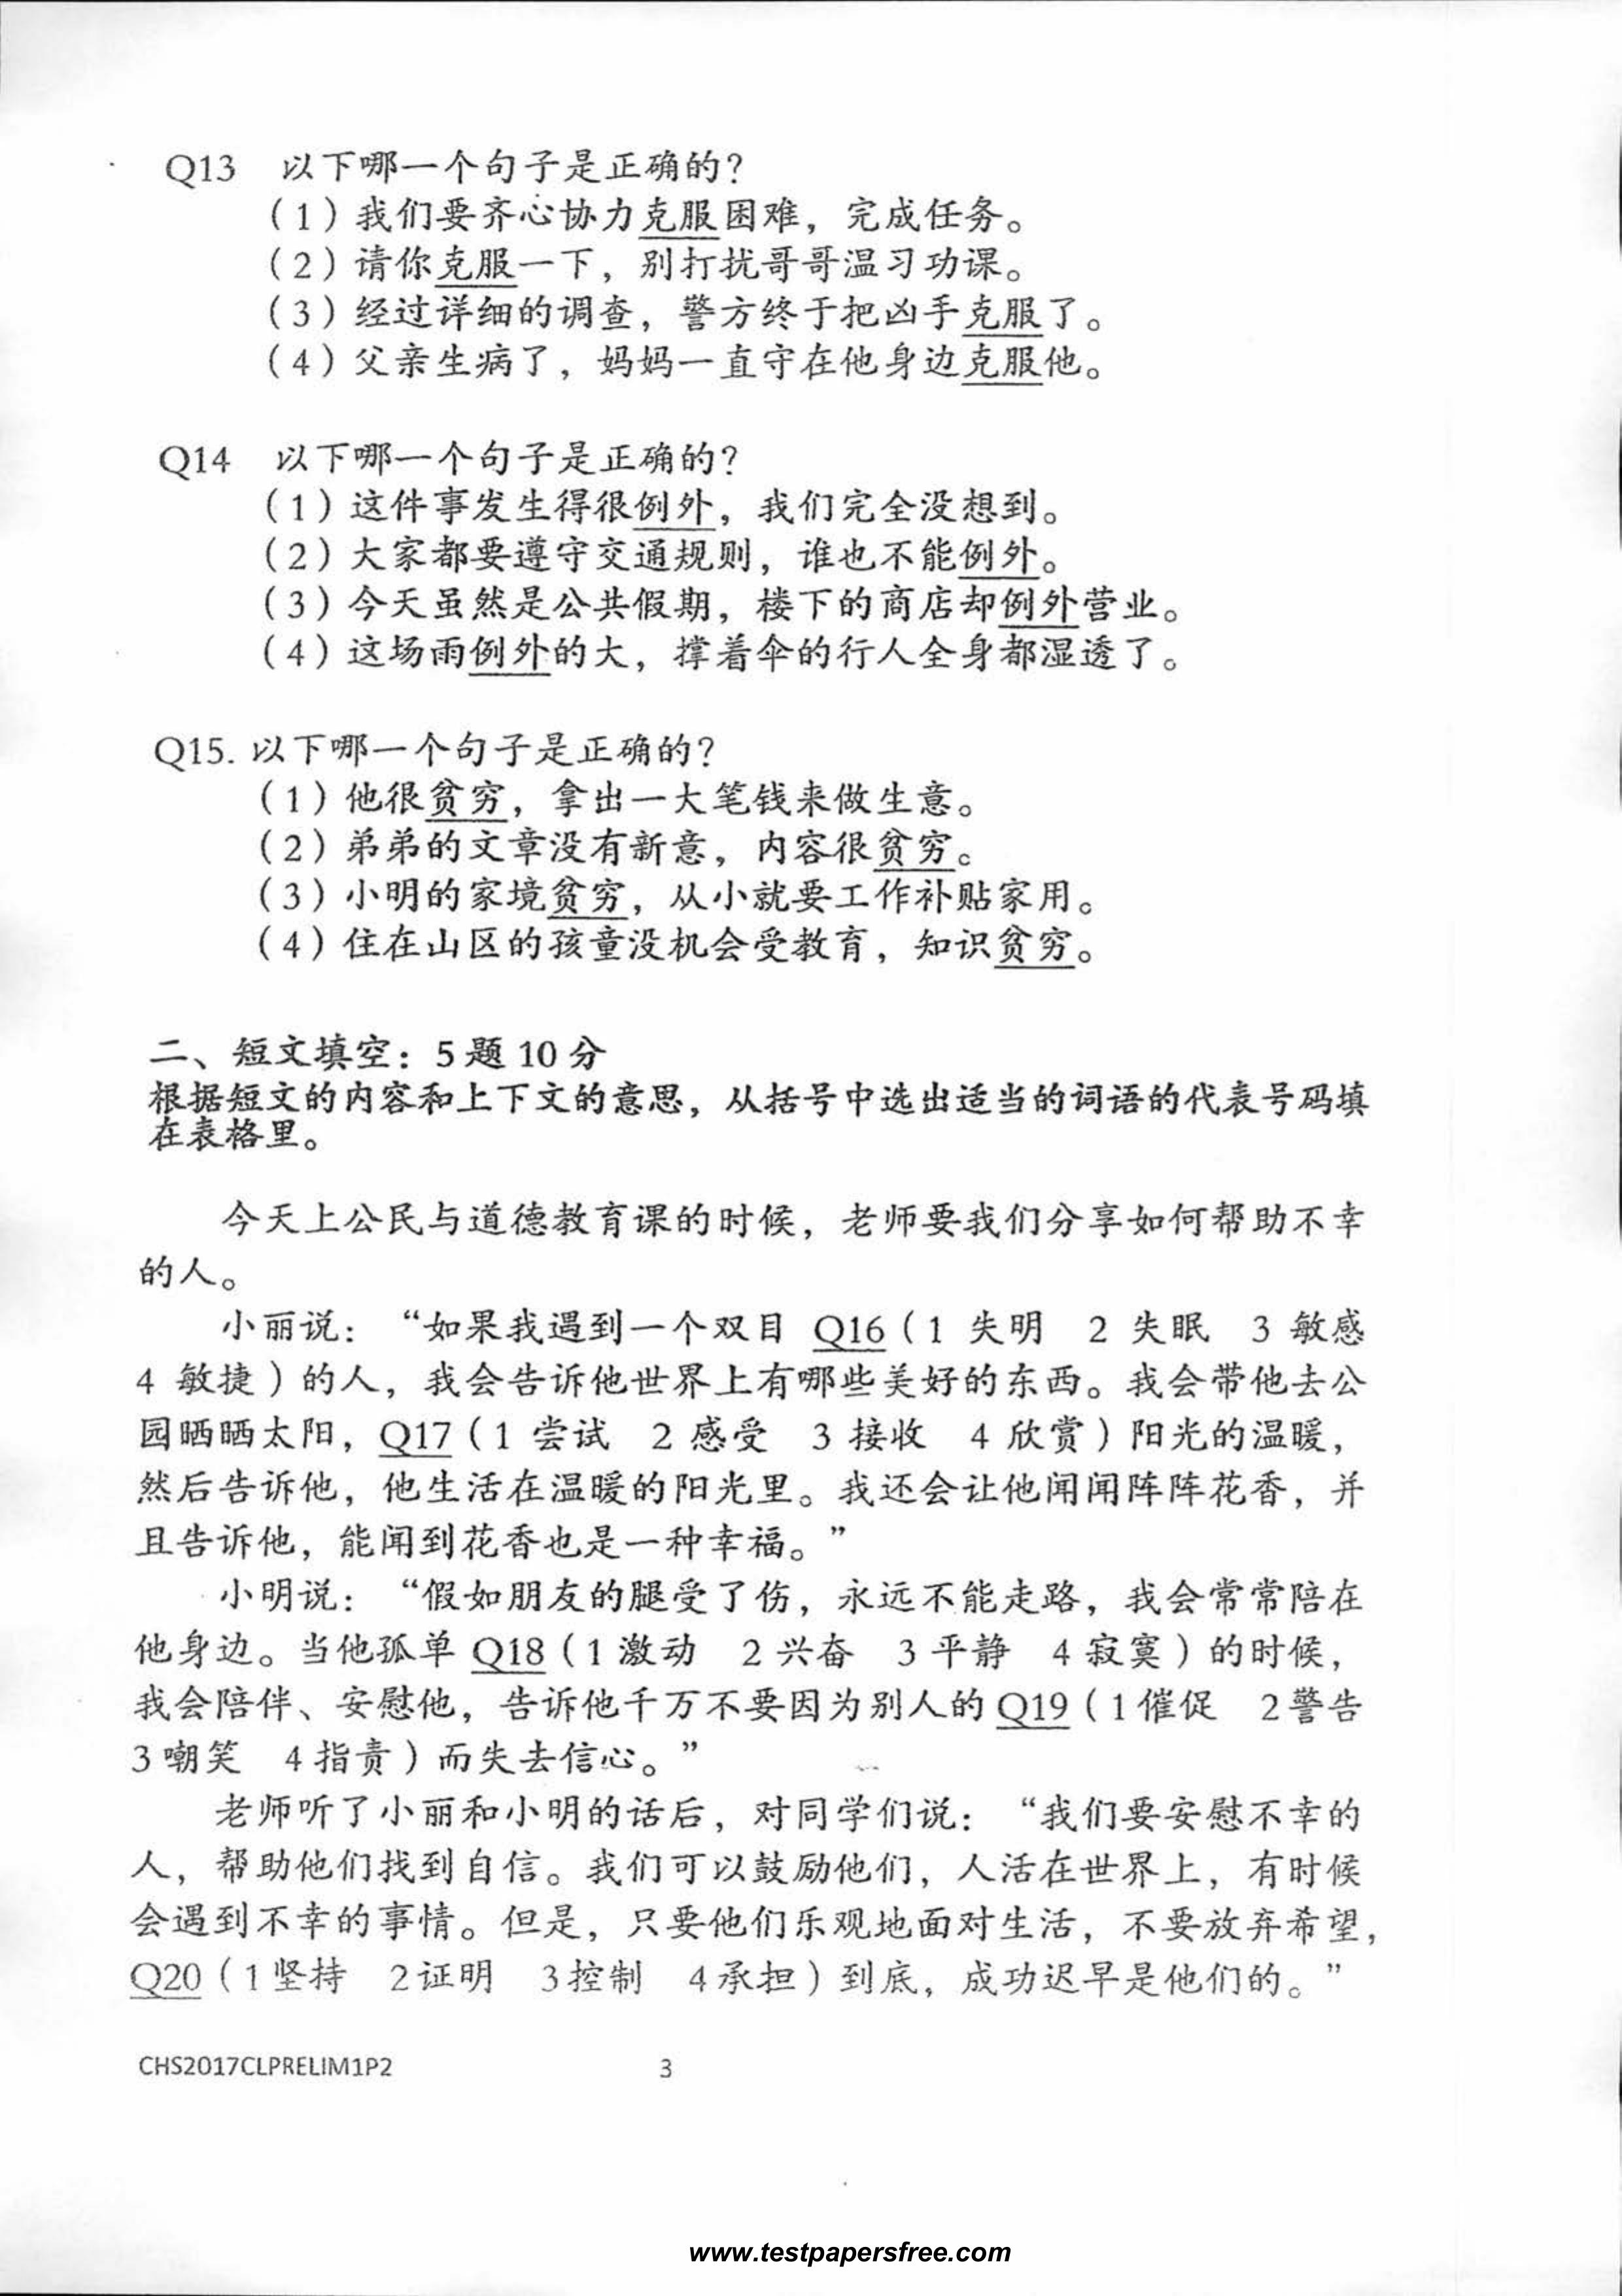 Q13 以下哪一个句子是正确的？
（1）我们要齐心协力克服困难，完成任务。
（2）请你克服一下，别打扰哥哥温习功课。
（3）经过详细的调查，警方终于把凶手克服了。
（4）父亲生病了，妈妈一直守在他身边克服他。
Q14 以下哪一个句子是正确的？
（1）这件事发生得很例外，我们完全没想到。
（2）大家都要遵守交通规则，谁也不能例外。
（3）今天虽然是公共假期，楼下的商店却例外营业。
（4）这场雨例外的大，撑着伞的行人全身都湿透了。
Q15. 以下哪一个句子是正确的？
（1）他很贫穷，拿出一大笔钱来做生意。
（2）弟弟的文章没有新意，内容很贫穷。
（3）小明的家境贫穷，从小就要工作补贴家用。
（4）住在山区的孩童没机会受教育，知识贫穷。
二、短文填空：5题10分
根据短文的内容和上下文的意思，从括号中选出适当的词语的代表号码填
在表格里。
今天上公民与道德教育课的时候，老师要我们分享如何帮助不幸
的人。
小丽说：“如果我遇到一个双目 Q16（1 失明 2 失眠 3 敏感
4 敏捷）的人，我会告诉他世界上有哪些美好的东西。我会带他去公
园晒晒太阳，Q17（1 尝试 2 感受 3 接收 4 欣赏）阳光的温暖，
然后告诉他，他生活在温暖的阳光里。我还会让他闻闻阵阵花香，并
且告诉他，能闻到花香也是一种幸福。”
小明说：“假如朋友的腿受了伤，永远不能走路，我会常常陪在
他身边。当他孤单 Q18（1 激动 2 兴奋 3 平静 4 寂寞）的时候，
我会陪伴、安慰他，告诉他千万不要因为别人的 Q19（1 催促 2 警告
3 嘲笑 4 指责）而失去信心。”
老师听了小丽和小明的话后，对同学们说：“我们要安慰不幸的
人，帮助他们找到自信。我们可以鼓励他们，人活在世界上，有时候
会遇到不幸的事情。但是，只要他们乐观地面对生活，不要放弃希望，
Q20（1 坚持 2 证明 3 控制 4 承担）到底，成功迟早是他们的。”
CHS2017CLPRELIM1P2 3
www.testpapersfree.com